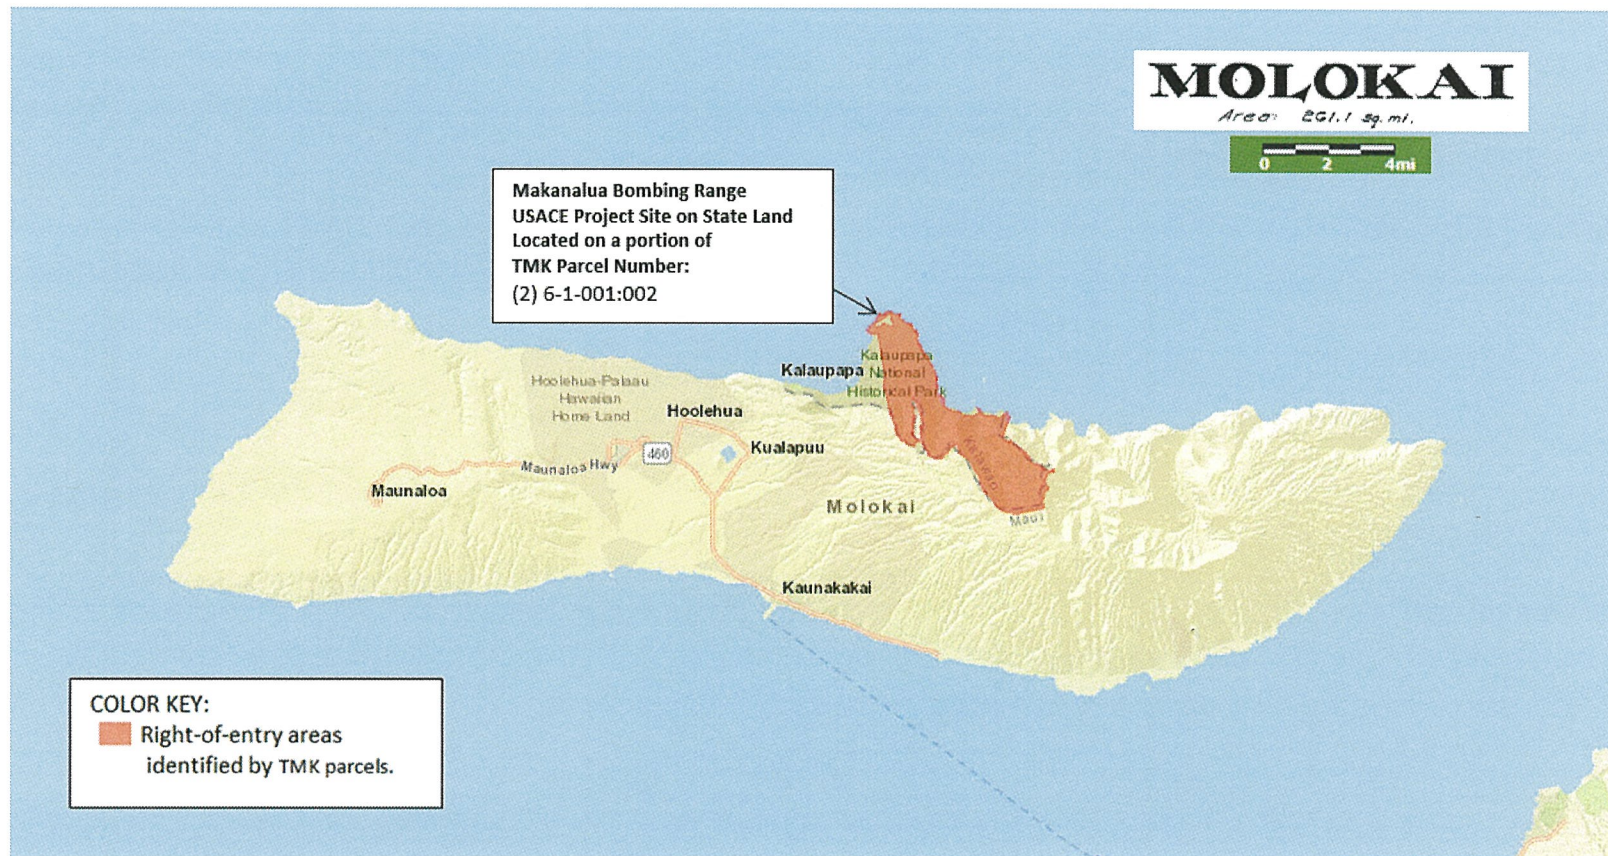 MOLOKAI
Area: 261.1 sq. mi.
0 2 4mi
Makanalua Bombing Range
USACE Project Site on State Land
Located on a portion of
TMK Parcel Number:
(2) 6-1-001:002
Kalaupapa
National
Historical Park
Kalaupapa
Hoolehua-Palaau
Hawaiian
Home Land
Hoolehua
Kualapuu
460
Maunaloa Hwy
Maunaloa
Kalawao
Molokai
Maui
Kaunakakai
COLOR KEY:
Right-of-entry areas
identified by TMK parcels.